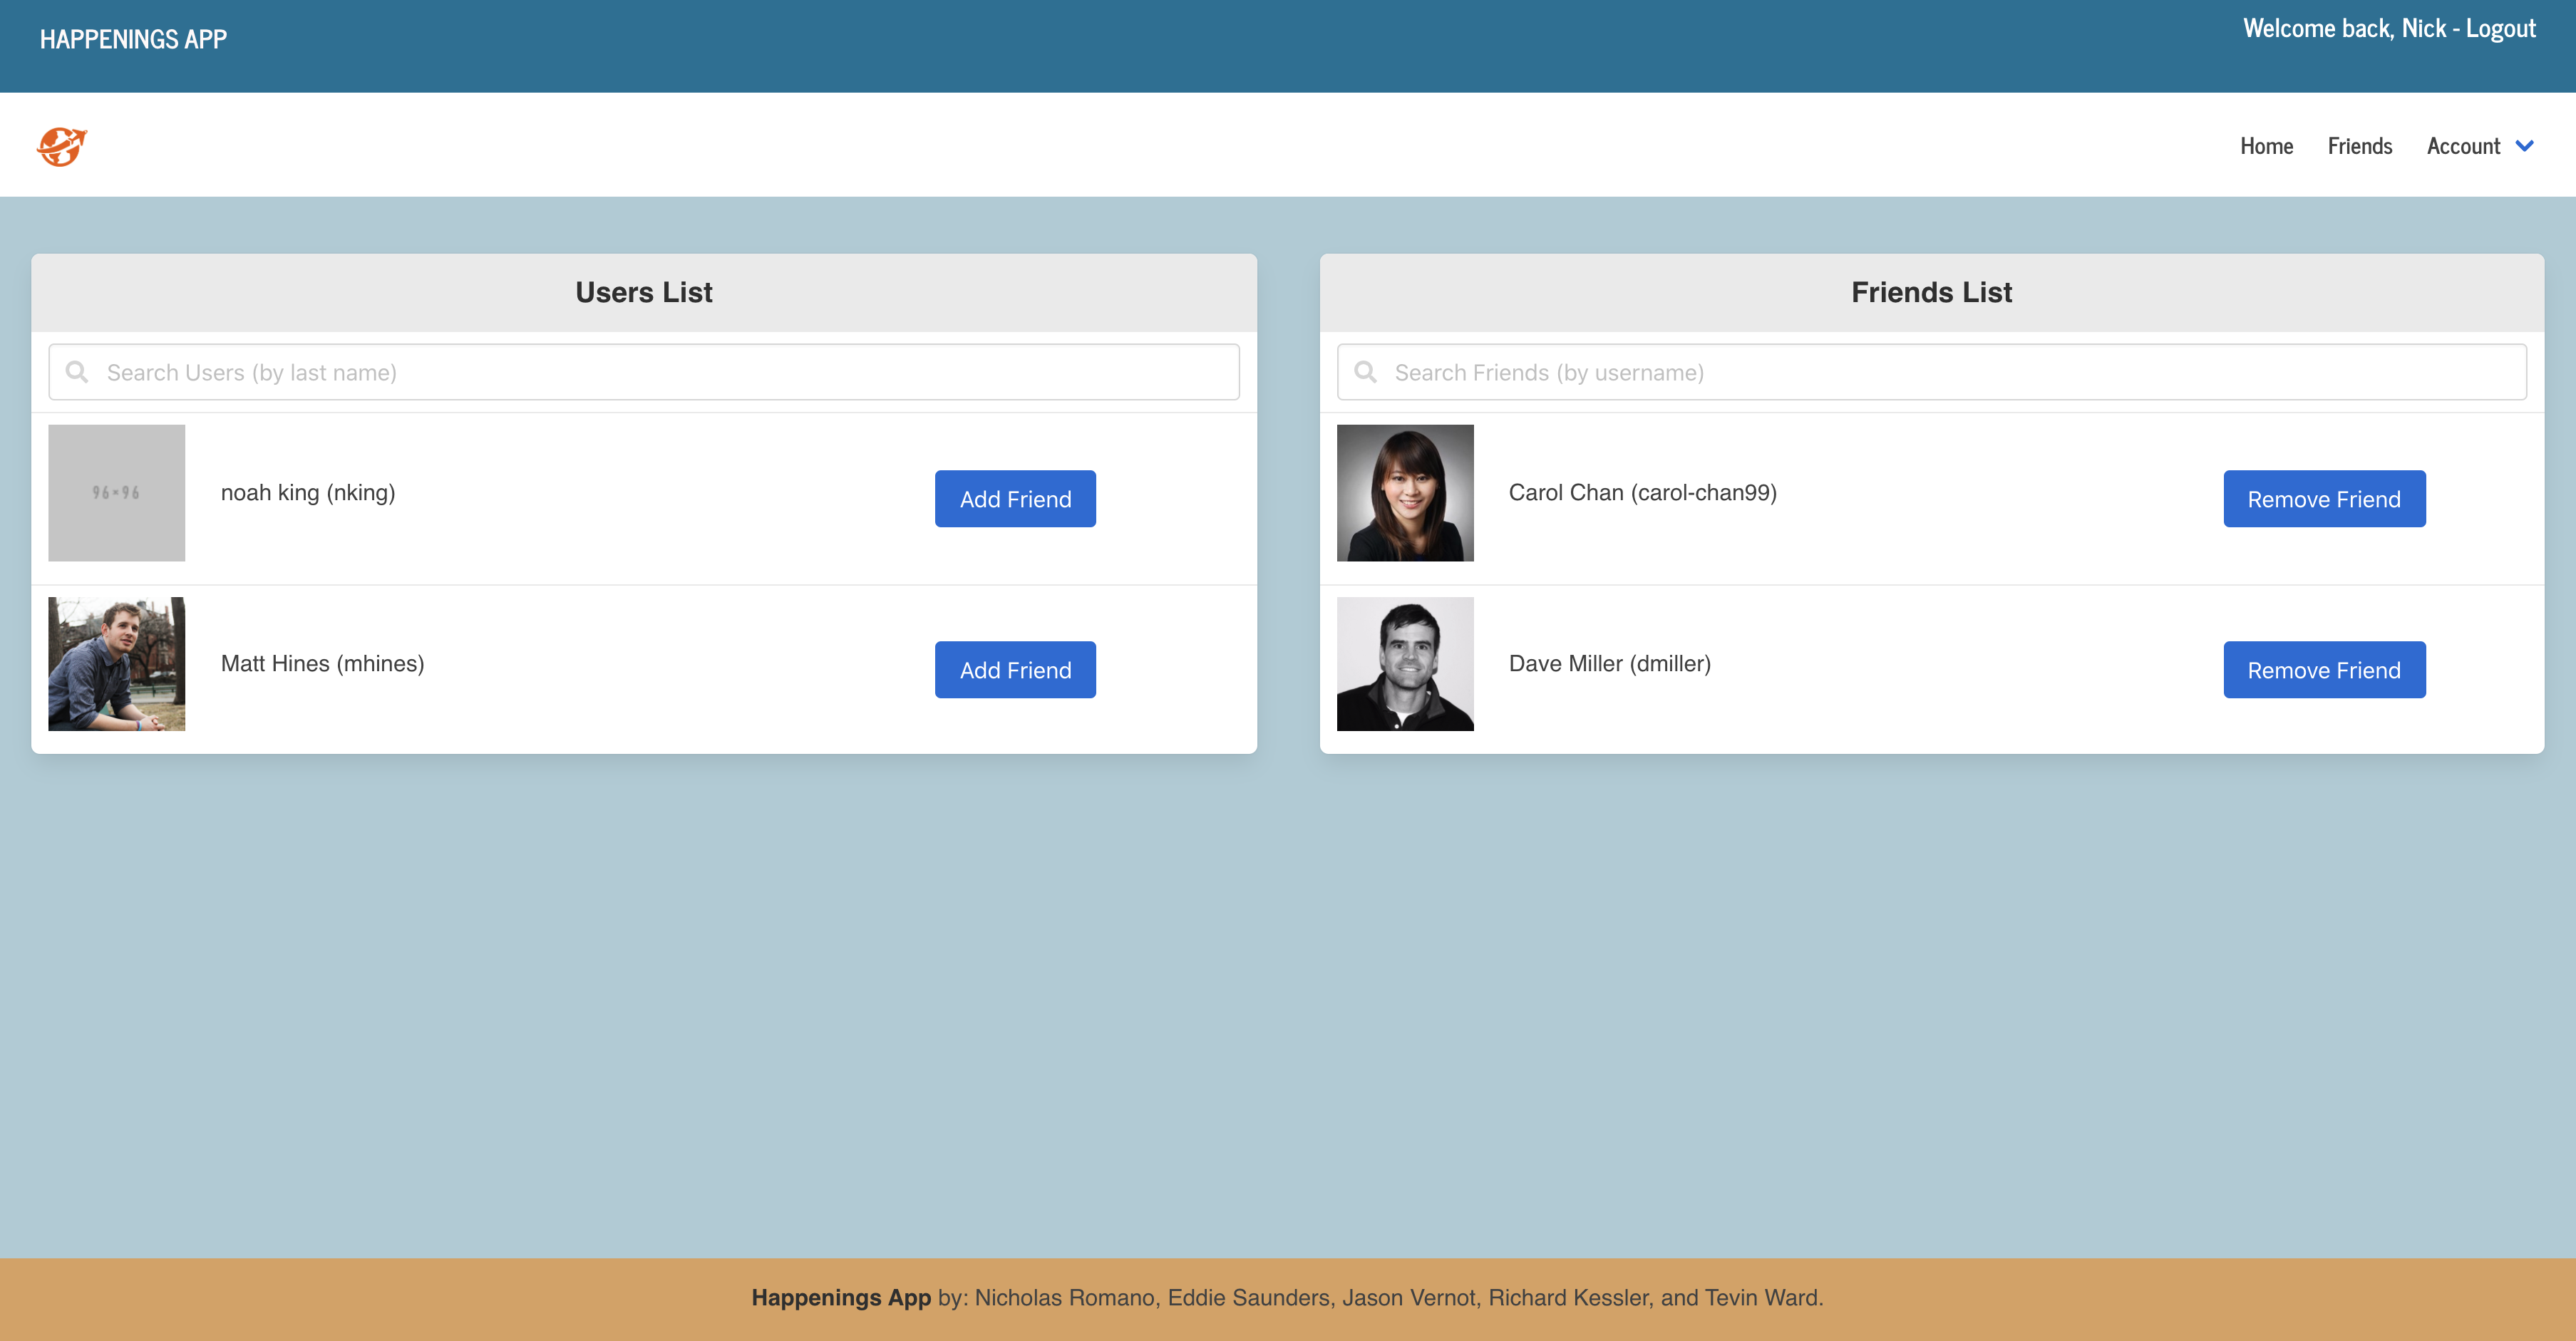 HAPPENINGS APP
Welcome back, Nick - Logout
Home Friends Account
Users List
Search Users (by last name)
96×96
noah king (nking)
Add Friend
Matt Hines (mhines)
Add Friend
Friends List
Search Friends (by username)
Carol Chan (carol-chan99)
Remove Friend
Dave Miller (dmiller)
Remove Friend
Happenings App by: Nicholas Romano, Eddie Saunders, Jason Vernot, Richard Kessler, and Tevin Ward.